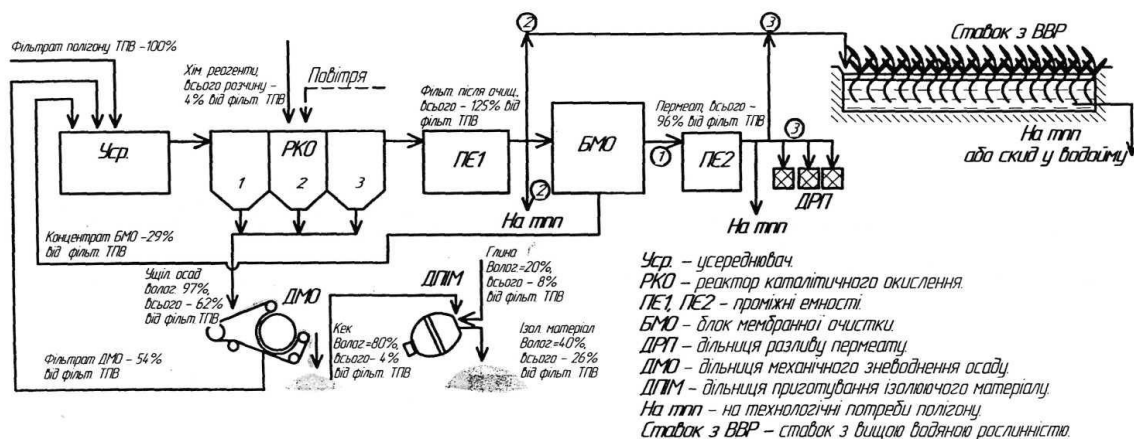 Фільтрат полігону ТПВ -100%
Хім. реагенти,
всього розчину -
4% від фільт. ТПВ
Повітря
Фільт. після очищ.,
всього - 125% від
фільт. ТПВ
2
3
Ставок з ВВР
Пермеат, всього -
96% від фільт. ТПВ
Уср.
РКО
1
2
3
ПЕ1
БМО
1
ПЕ2
3
2
ДРП
На тпп
На тпп
На тпп
або скид у водойму
Концентрат БМО -29%
від фільт. ТПВ
Ущіл. осад
Волог. 97%,
всього - 62%
від фільт. ТПВ
ДМО
ДПІМ
Глина
Волог.=20%,
всього - 8%
від фільт. ТПВ
Кек
Волог.=80%,
всього- 4%
від фільт. ТПВ
Ізол. матеріал
Волог=40%,
всього - 26%
від фільт. ТПВ
Фільтрат ДМО - 54%
від фільт. ТПВ
Уср. - усереднювач.
РКО - реактор каталітичного окислення.
ПЕ1, ПЕ2 - проміжні емності.
БМО - блок мембранної очистки.
ДРП - дільниця разливу пермеату.
ДМО - дільниця механічного зневоднення осаду.
ДПІМ - дільниця приготування ізолюючого матеріалу.
На тпп - на технологічні потреби полігону.
Ставок з ВВР - ставок з вищою водяною рослинністю.